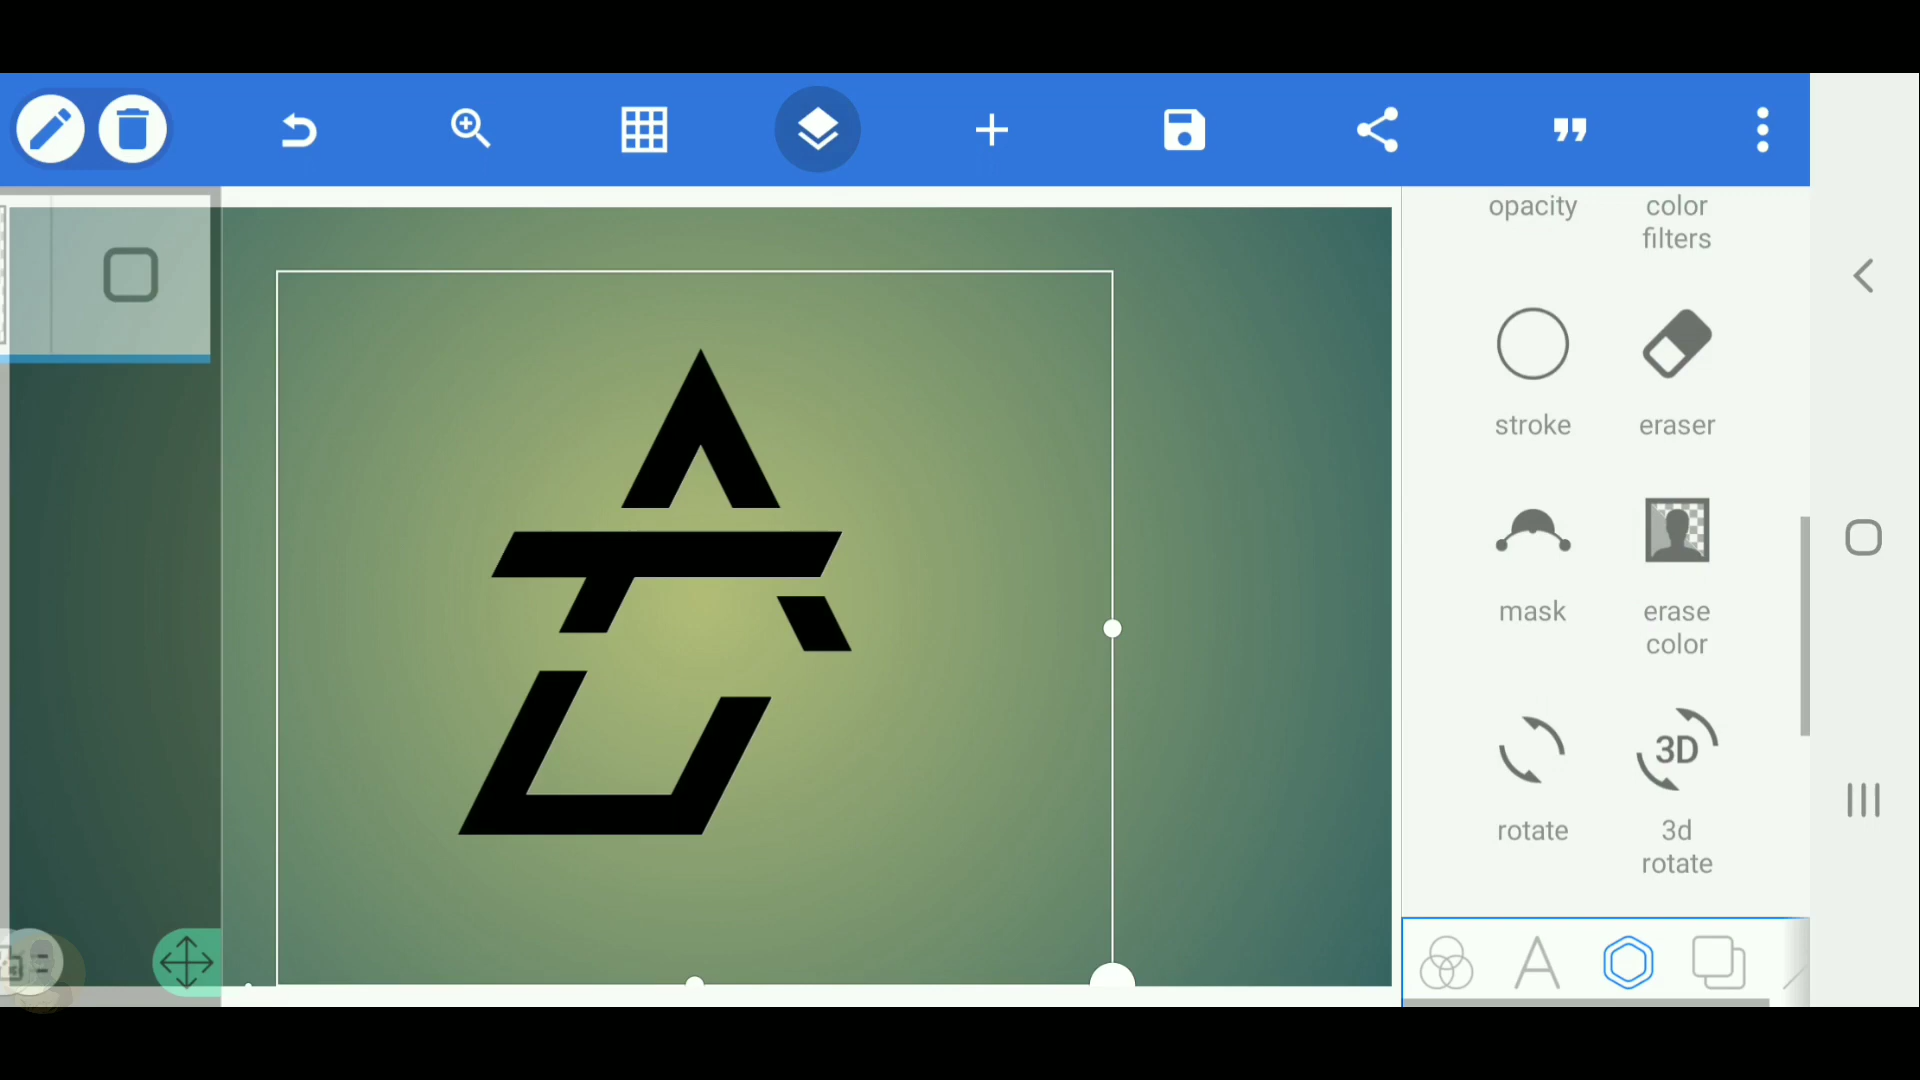 opacity
color
filters
stroke
eraser
mask
erase
color
rotate
3D
3d
rotate